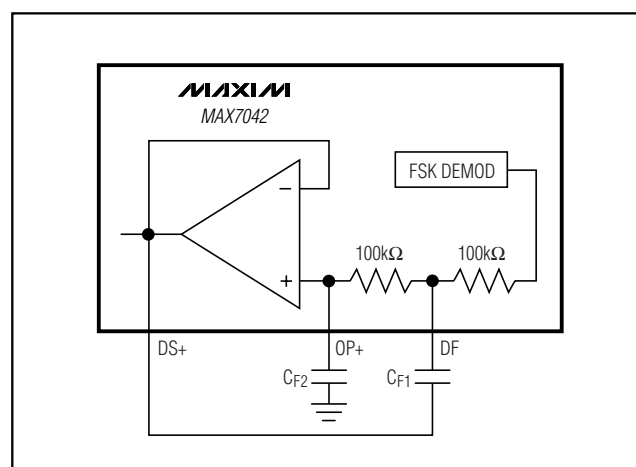 MAXIM
MAX7042
FSK DEMOD
100kΩ 100kΩ
−
+
DS+ OP+ DF
CF2 CF1